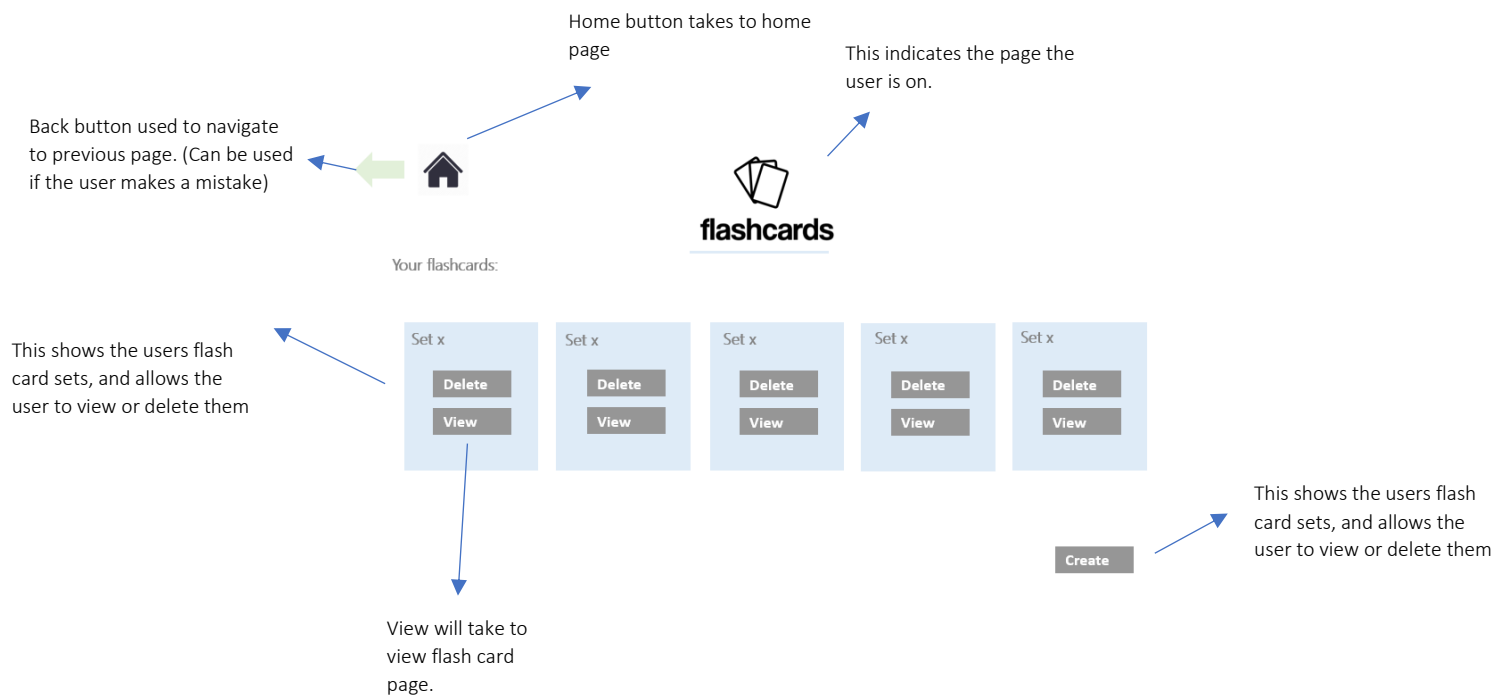 Home button takes to home
page
This indicates the page the
user is on.
Back button used to navigate
to previous page. (Can be used
if the user makes a mistake)
flashcards
Your flashcards:
This shows the users flash
card sets, and allows the
user to view or delete them
Set x
Delete
View
Set x
Delete
View
Set x
Delete
View
Set x
Delete
View
Set x
Delete
View
This shows the users flash
card sets, and allows the
user to view or delete them
Create
View will take to
view flash card
page.